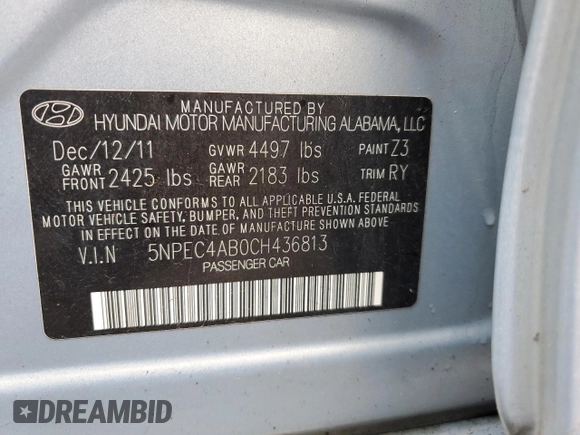 MANUFACTURED BY
HYUNDAI MOTOR MANUFACTURING ALABAMA, LLC
Dec/12/11 GVWR 4497 lbs PAINT Z3
GAWR FRONT 2425 lbs GAWR REAR 2183 lbs TRIM RY
THIS VEHICLE CONFORMS TO ALL APPLICABLE U.S.A. FEDERAL
MOTOR VEHICLE SAFETY, BUMPER, AND THEFT PREVENTION STANDARDS
IN EFFECT ON THE DATE OF MANUFACTURE SHOWN ABOVE.
V.I.N 5NPEC4AB0CH436813
PASSENGER CAR
DREAMBID